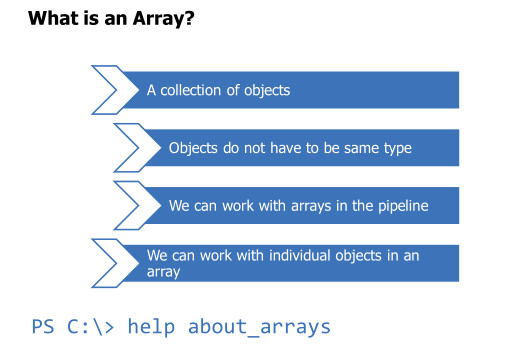 What is an Array?
A collection of objects
Objects do not have to be same type
We can work with arrays in the pipeline
We can work with individual objects in an
array
PS C:\> help about_arrays